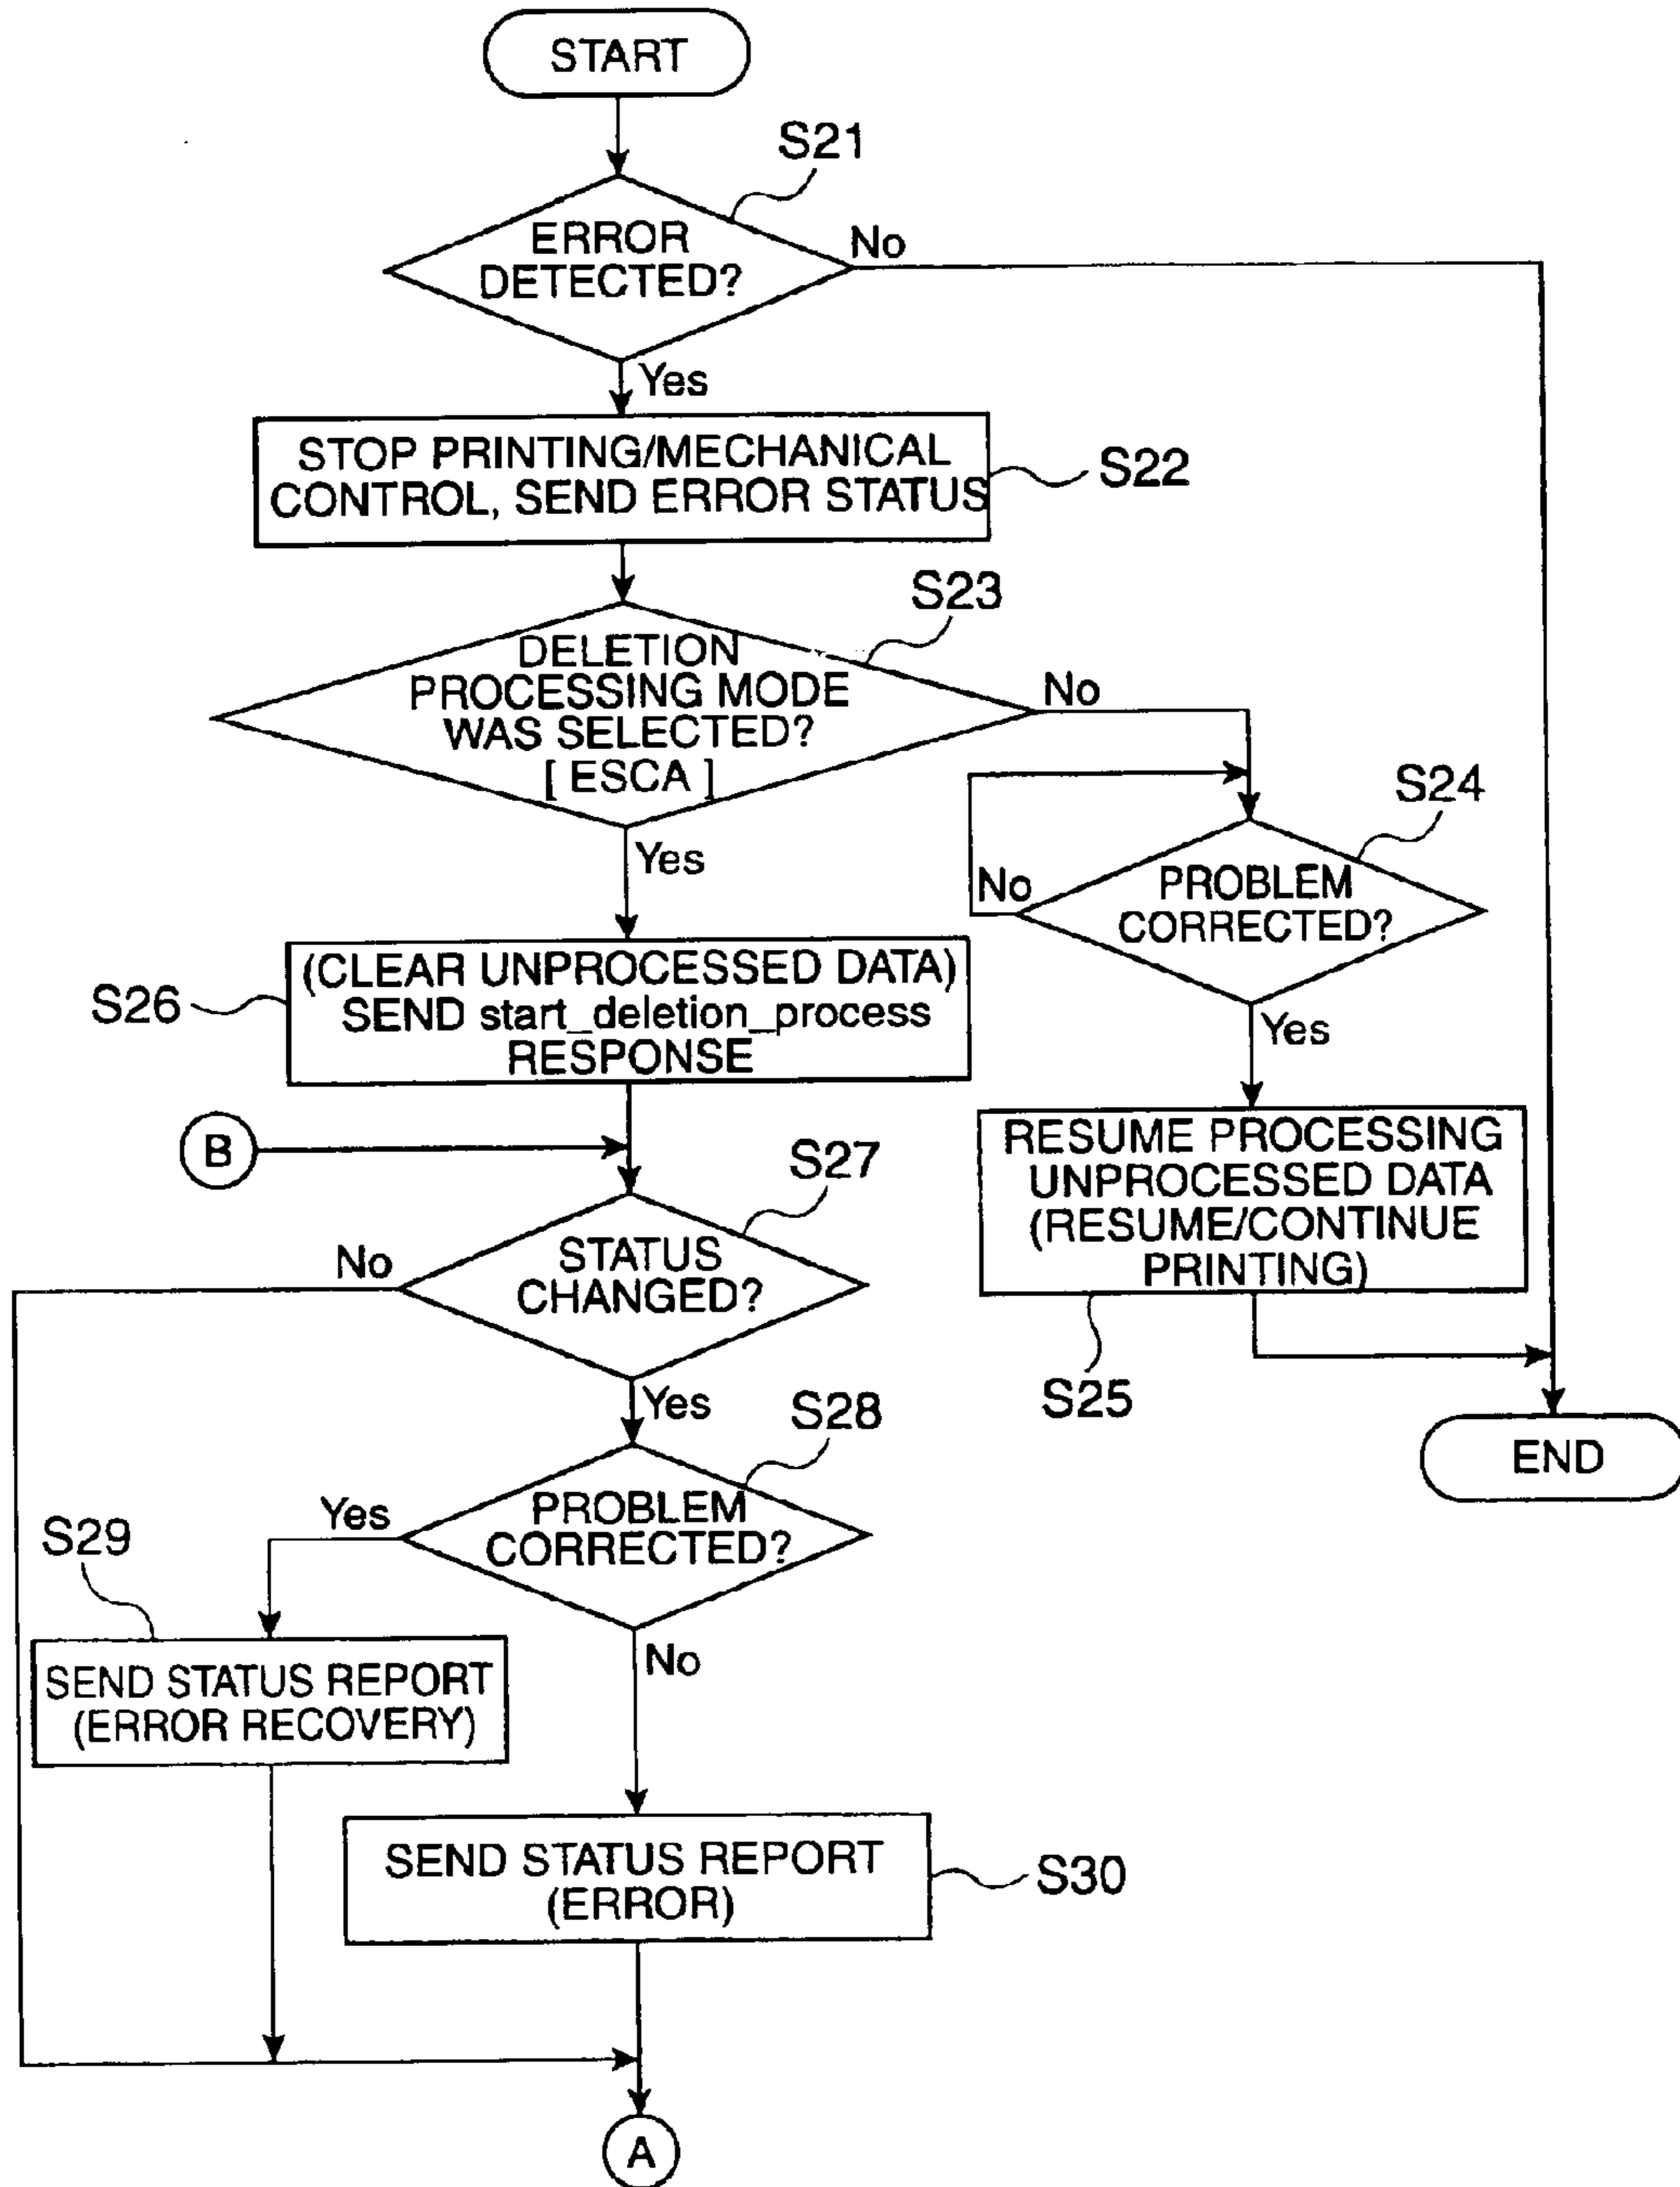 START
S21
ERROR
DETECTED?
No
Yes
STOP PRINTING/MECHANICAL
CONTROL, SEND ERROR STATUS
S22
S23
DELETION
PROCESSING MODE
WAS SELECTED?
[ ESCA ]
No
Yes
S24
PROBLEM
CORRECTED?
No
Yes
S26
(CLEAR UNPROCESSED DATA)
SEND start_deletion_process
RESPONSE
RESUME PROCESSING
UNPROCESSED DATA
(RESUME/CONTINUE
PRINTING)
S25
END
B
S27
STATUS
CHANGED?
No
Yes
S28
PROBLEM
CORRECTED?
Yes
No
S29
SEND STATUS REPORT
(ERROR RECOVERY)
SEND STATUS REPORT
(ERROR)
S30
A